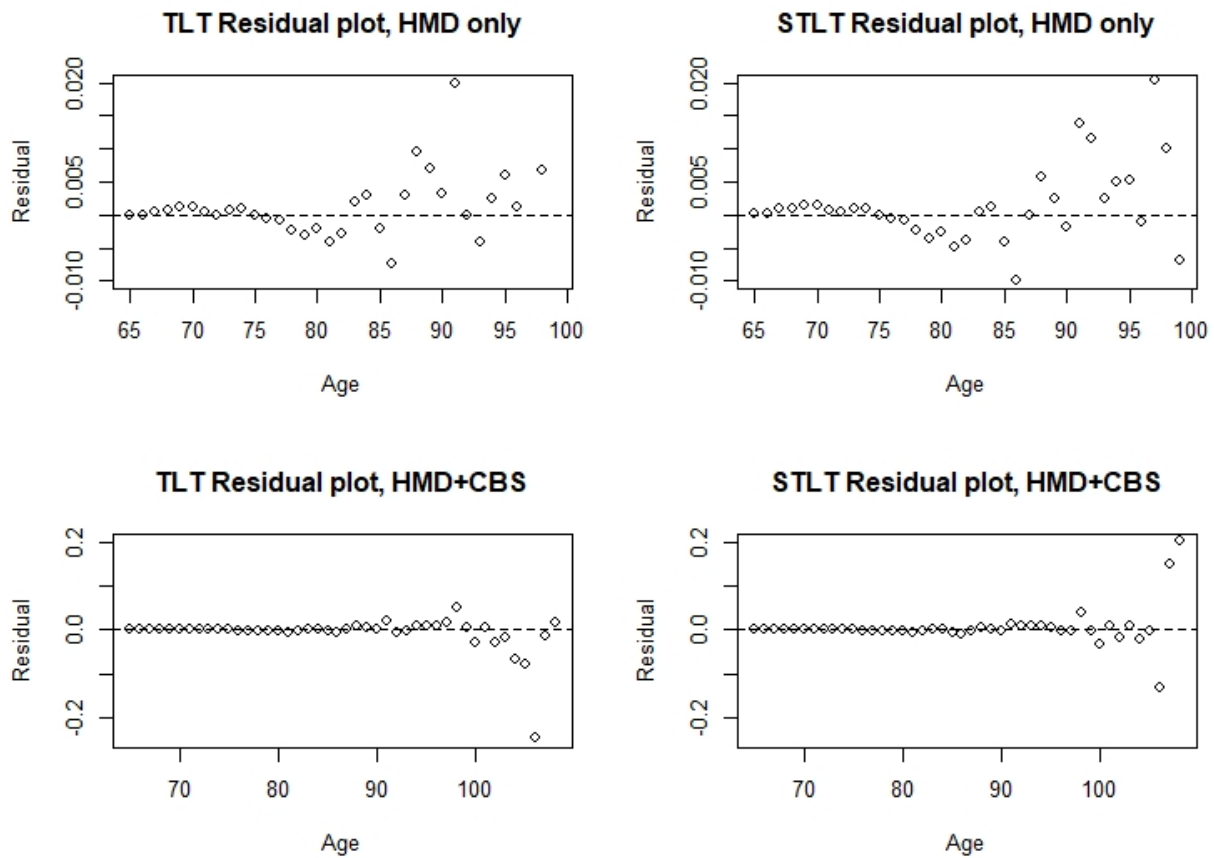 TLT Residual plot, HMD only
STLT Residual plot, HMD only
0.020
0.005
-0.010
Residual
65 70 75 80 85 90 95 100
Age
0.020
0.005
-0.010
Residual
65 70 75 80 85 90 95 100
Age
TLT Residual plot, HMD+CBS
STLT Residual plot, HMD+CBS
0.2
0.0
-0.2
Residual
70 80 90 100
Age
0.2
0.0
-0.2
Residual
70 80 90 100
Age